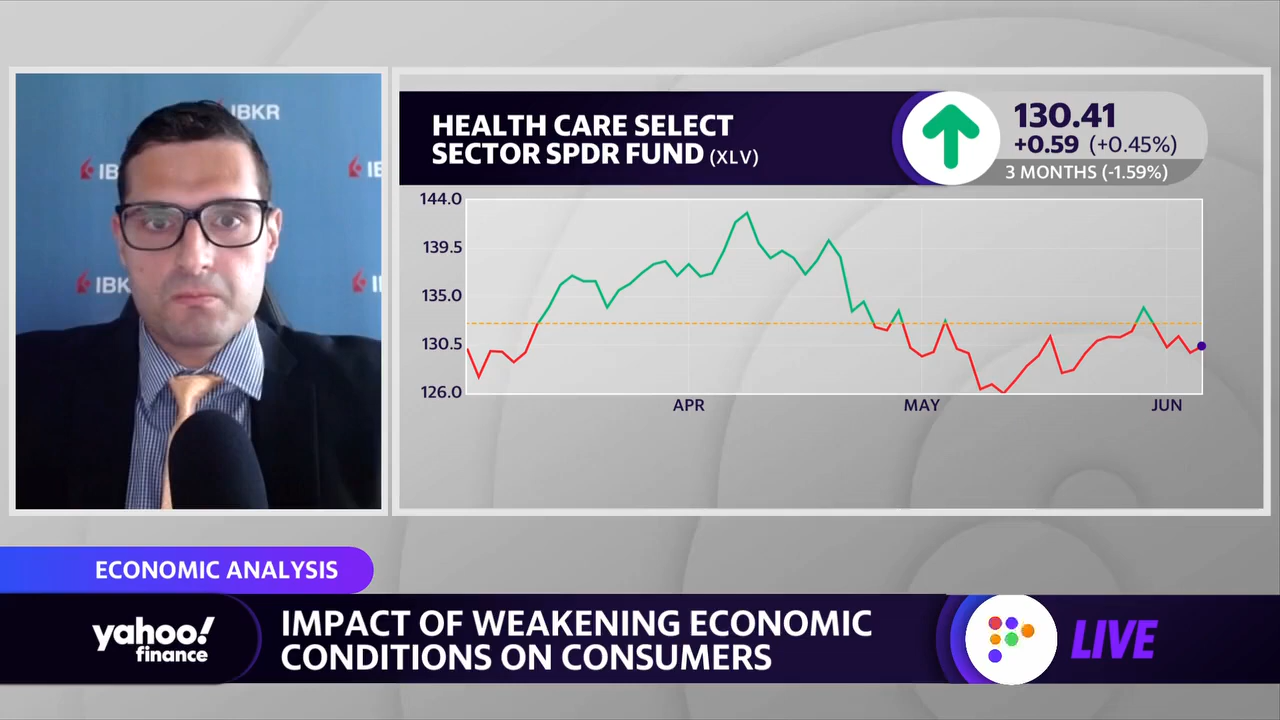 IBKR
IB
IB
IBK
I
HEALTH CARE SELECT
SECTOR SPDR FUND (XLV)
130.41
+0.59 (+0.45%)
3 MONTHS (-1.59%)
144.0
139.5
135.0
130.5
126.0
APR MAY JUN
ECONOMIC ANALYSIS
yahoo!
finance
IMPACT OF WEAKENING ECONOMIC
CONDITIONS ON CONSUMERS
LIVE